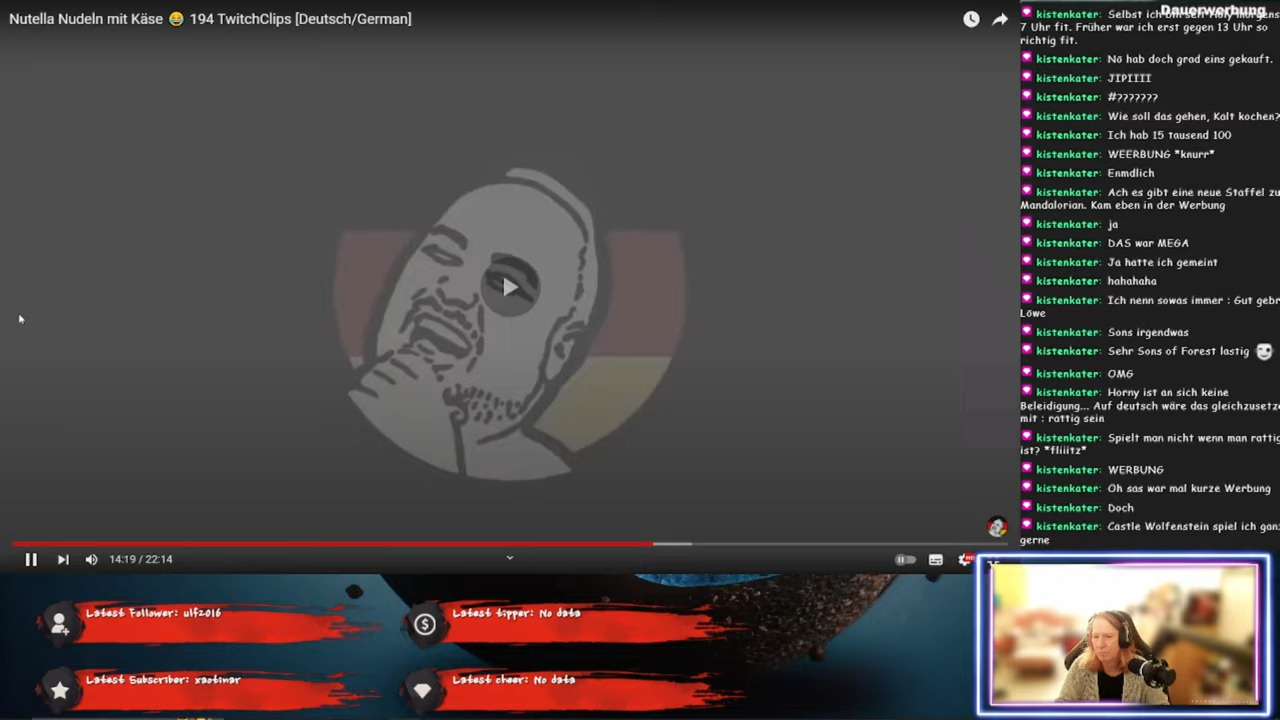 Nutella Nudeln mit Käse 😂 194 TwitchClips [Deutsch/German]
14:19 / 22:14
Dauerwerbung
kistenkater: Selbst ich
7 Uhr fit. Früher war ich erst gegen 13 Uhr so
richtig fit.
kistenkater: Nö hab doch grad eins gekauft.
kistenkater: JIPIIII
kistenkater: #???????
kistenkater: Wie soll das gehen, Kalt kochen?
kistenkater: Ich hab 15 tausend 100
kistenkater: WEERBUNG *knurr*
kistenkater: Enmdlich
kistenkater: Ach es gibt eine neue Staffel zu
Mandalorian. Kam eben in der Werbung
kistenkater: ja
kistenkater: DAS war MEGA
kistenkater: Ja hatte ich gemeint
kistenkater: hahahaha
kistenkater: Ich nenn sowas immer : Gut gebr
Löwe
kistenkater: Sons irgendwas
kistenkater: Sehr Sons of Forest lastig
kistenkater: OMG
kistenkater: Horny ist an sich keine
Beleidigung... Auf deutsch wäre das gleichzusetze
mit : rattig sein
kistenkater: Spielt man nicht wenn man rattig
ist? *fliiitz*
kistenkater: WERBUNG
kistenkater: Oh sas war mal kurze Werbung
kistenkater: Doch
kistenkater: Castle Wolfenstein spiel ich gan
gerne
Latest Follower: ulfzo16
Latest tipper: No data
Latest Subscriber: xaotinar
Latest cheer: No data